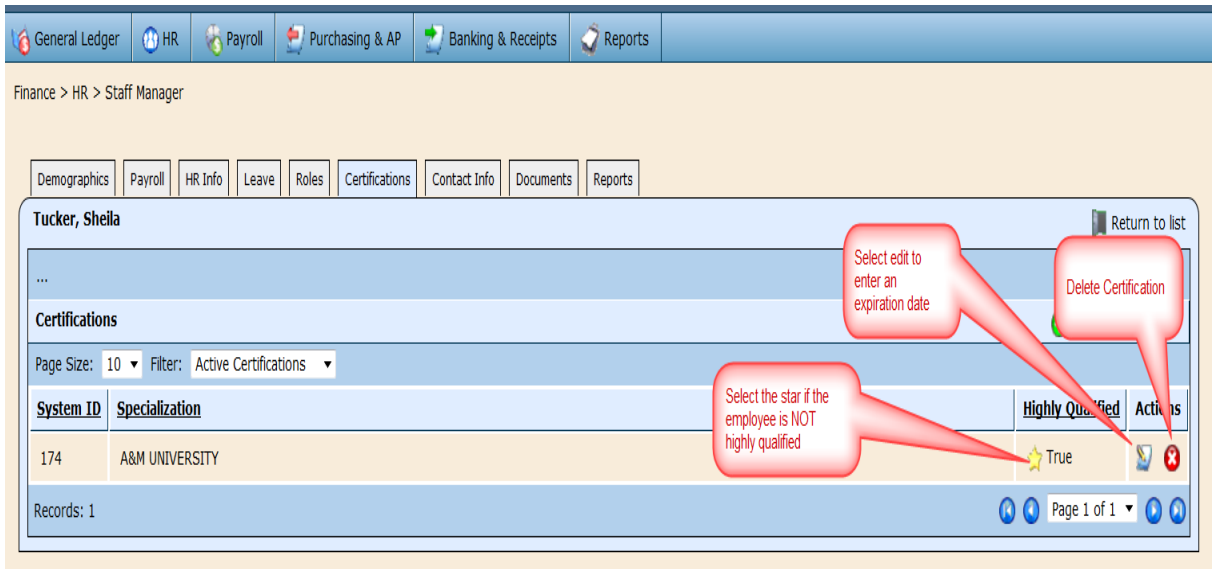 General Ledger HR Payroll Purchasing & AP Banking & Receipts Reports
Finance > HR > Staff Manager
Demographics Payroll HR Info Leave Roles Certifications Contact Info Documents Reports
Tucker, Sheila
Return to list
...
Select edit to
enter an
expiration date
Delete Certification
Certifications
Page Size: 10 Filter: Active Certifications
Select the star if the
employee is NOT
highly qualified
System ID Specialization Highly Qualified Actions
174 A&M UNIVERSITY True
Records: 1 Page 1 of 1